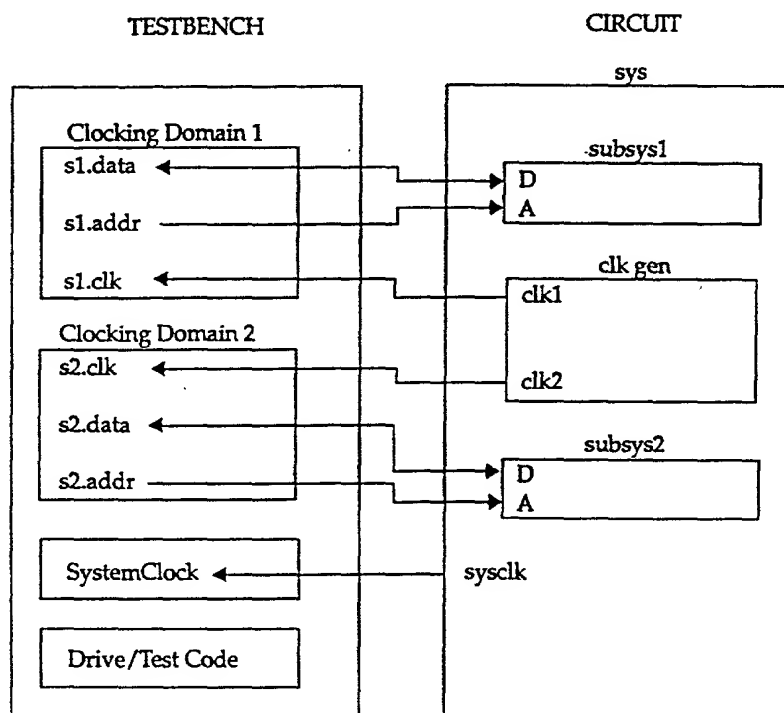 TESTBENCH
CIRCUIT
sys
Clocking Domain 1
s1.data
s1.addr
s1.clk
subsys1
D
A
clk gen
clk1
clk2
Clocking Domain 2
s2.clk
s2.data
s2.addr
subsys2
D
A
SystemClock
sysclk
Drive/Test Code